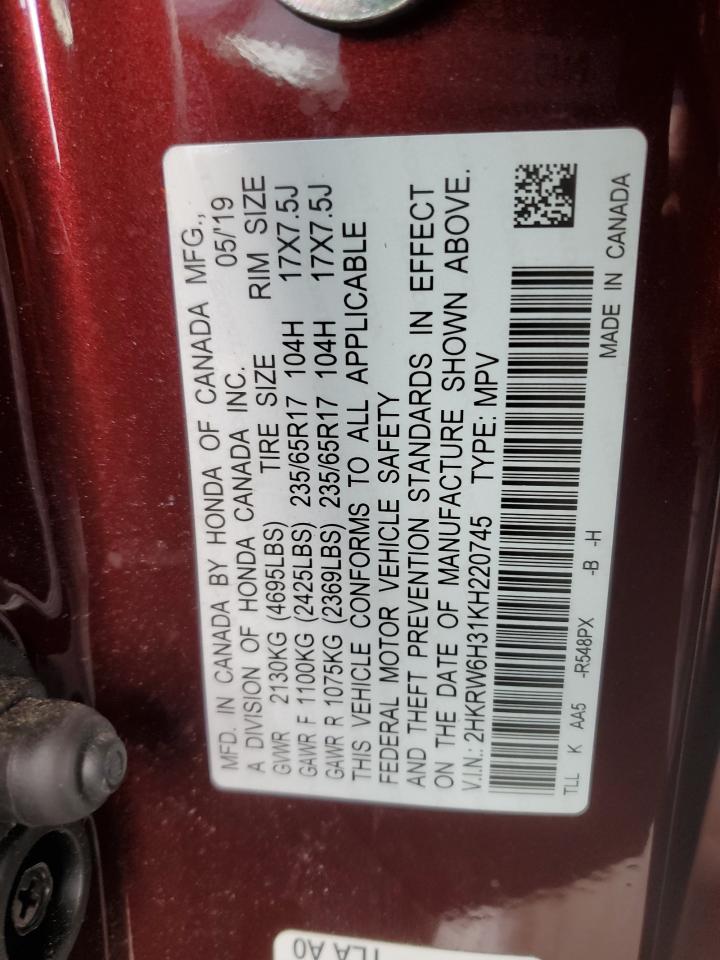 MFD. IN CANADA BY HONDA OF CANADA MFG.,
A DIVISION OF HONDA CANADA INC. 05/'19
GVWR 2130KG (4695LBS) TIRE SIZE RIM SIZE
GAWR F 1100KG (2425LBS) 235/65R17 104H 17X7.5J
GAWR R 1075KG (2369LBS) 235/65R17 104H 17X7.5J
THIS VEHICLE CONFORMS TO ALL APPLICABLE
FEDERAL MOTOR VEHICLE SAFETY
AND THEFT PREVENTION STANDARDS IN EFFECT
ON THE DATE OF MANUFACTURE SHOWN ABOVE.
V.I.N.: 2HKRW6H31KH220745 TYPE: MPV
TLL K AA5 -R548PX -B -H
MADE IN CANADA
TLA A0